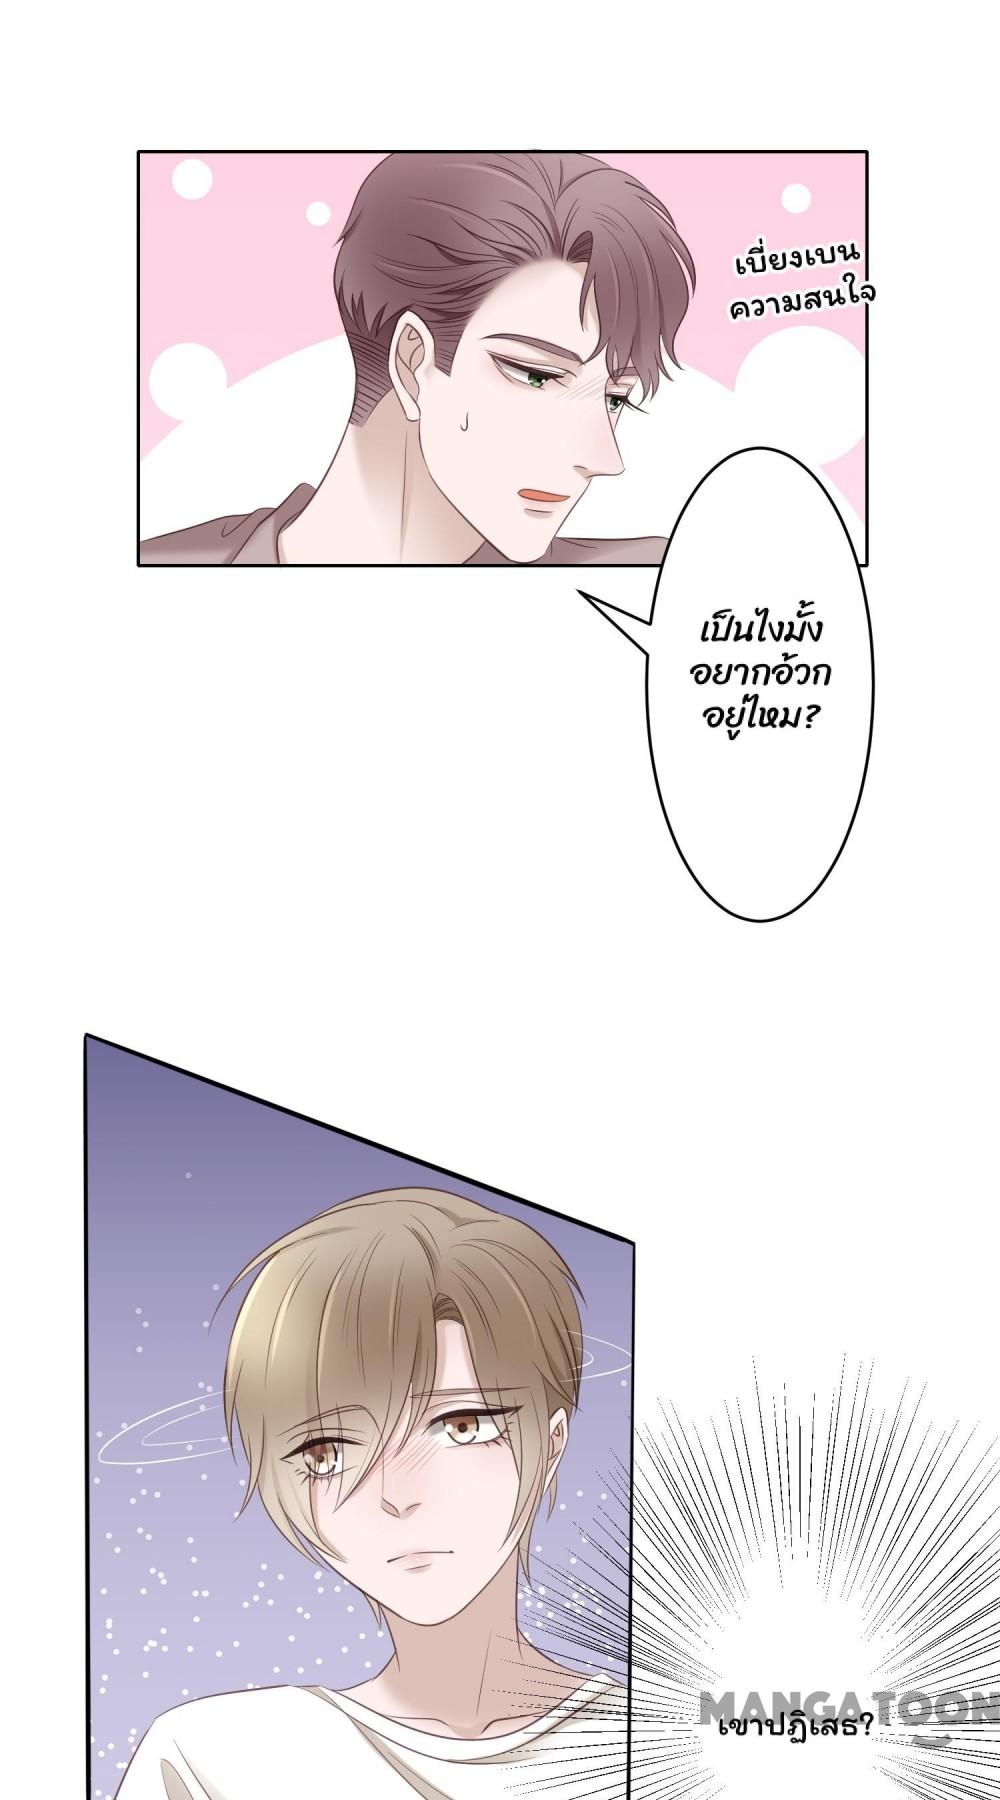 เบี่ยงเบน
ความสนใจ
เป็นไงมั้ง
อยากอ้วก
อยู่ไหม?
MANGATOON
เขาปฏิเสธ?